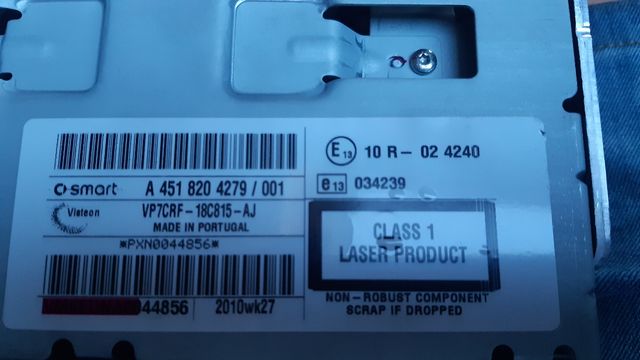 E13 10 R - 02 4240
smart A 451 820 4279 / 001
e13 034239
Visteon VP7CRF-18C815-AJ
MADE IN PORTUGAL
*PXN0044856*
CLASS 1
LASER PRODUCT
44856 2010wk27
NON-ROBUST COMPONENT
SCRAP IF DROPPED